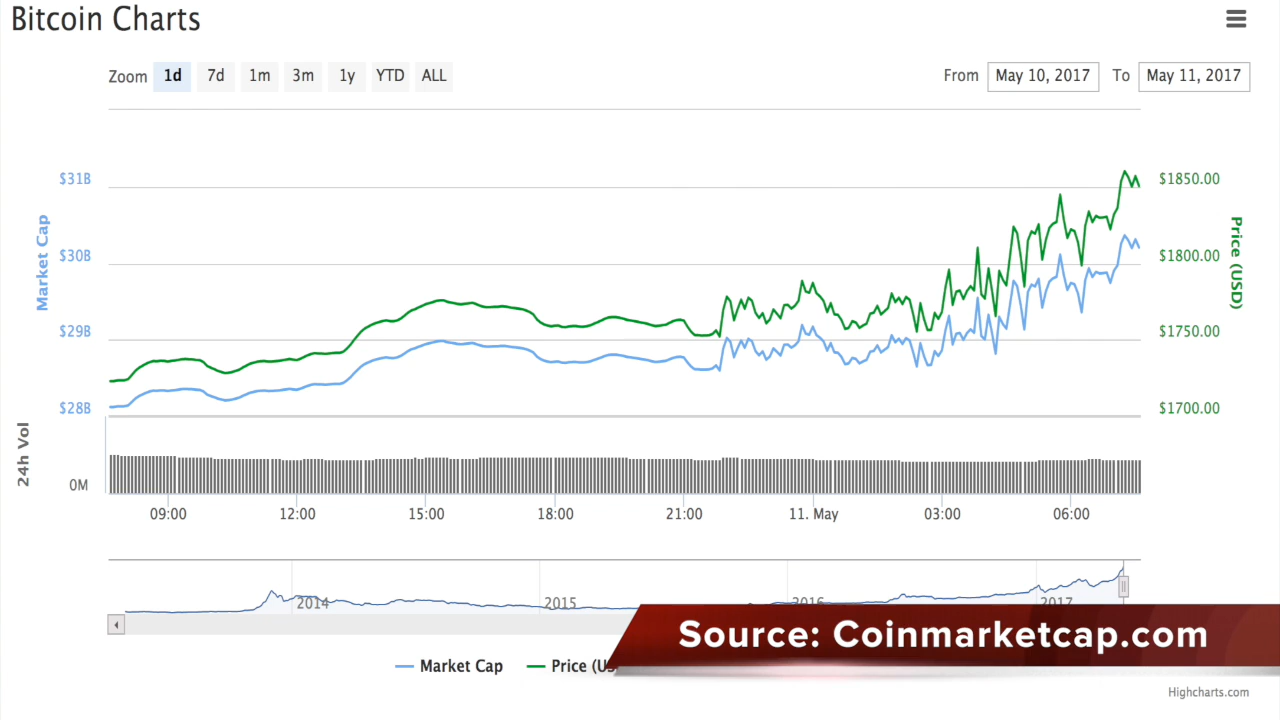 Bitcoin Charts
Zoom 1d 7d 1m 3m 1y YTD ALL From May 10, 2017 To May 11, 2017
$31B $1850.00
Market Cap
Price (USD)
$30B $1800.00
$29B $1750.00
$28B $1700.00
24h Vol
0M
09:00 12:00 15:00 18:00 21:00 11. May 03:00 06:00
2014 2015 2016 2017
Source: Coinmarketcap.com
Market Cap Price (US
Highcharts.com